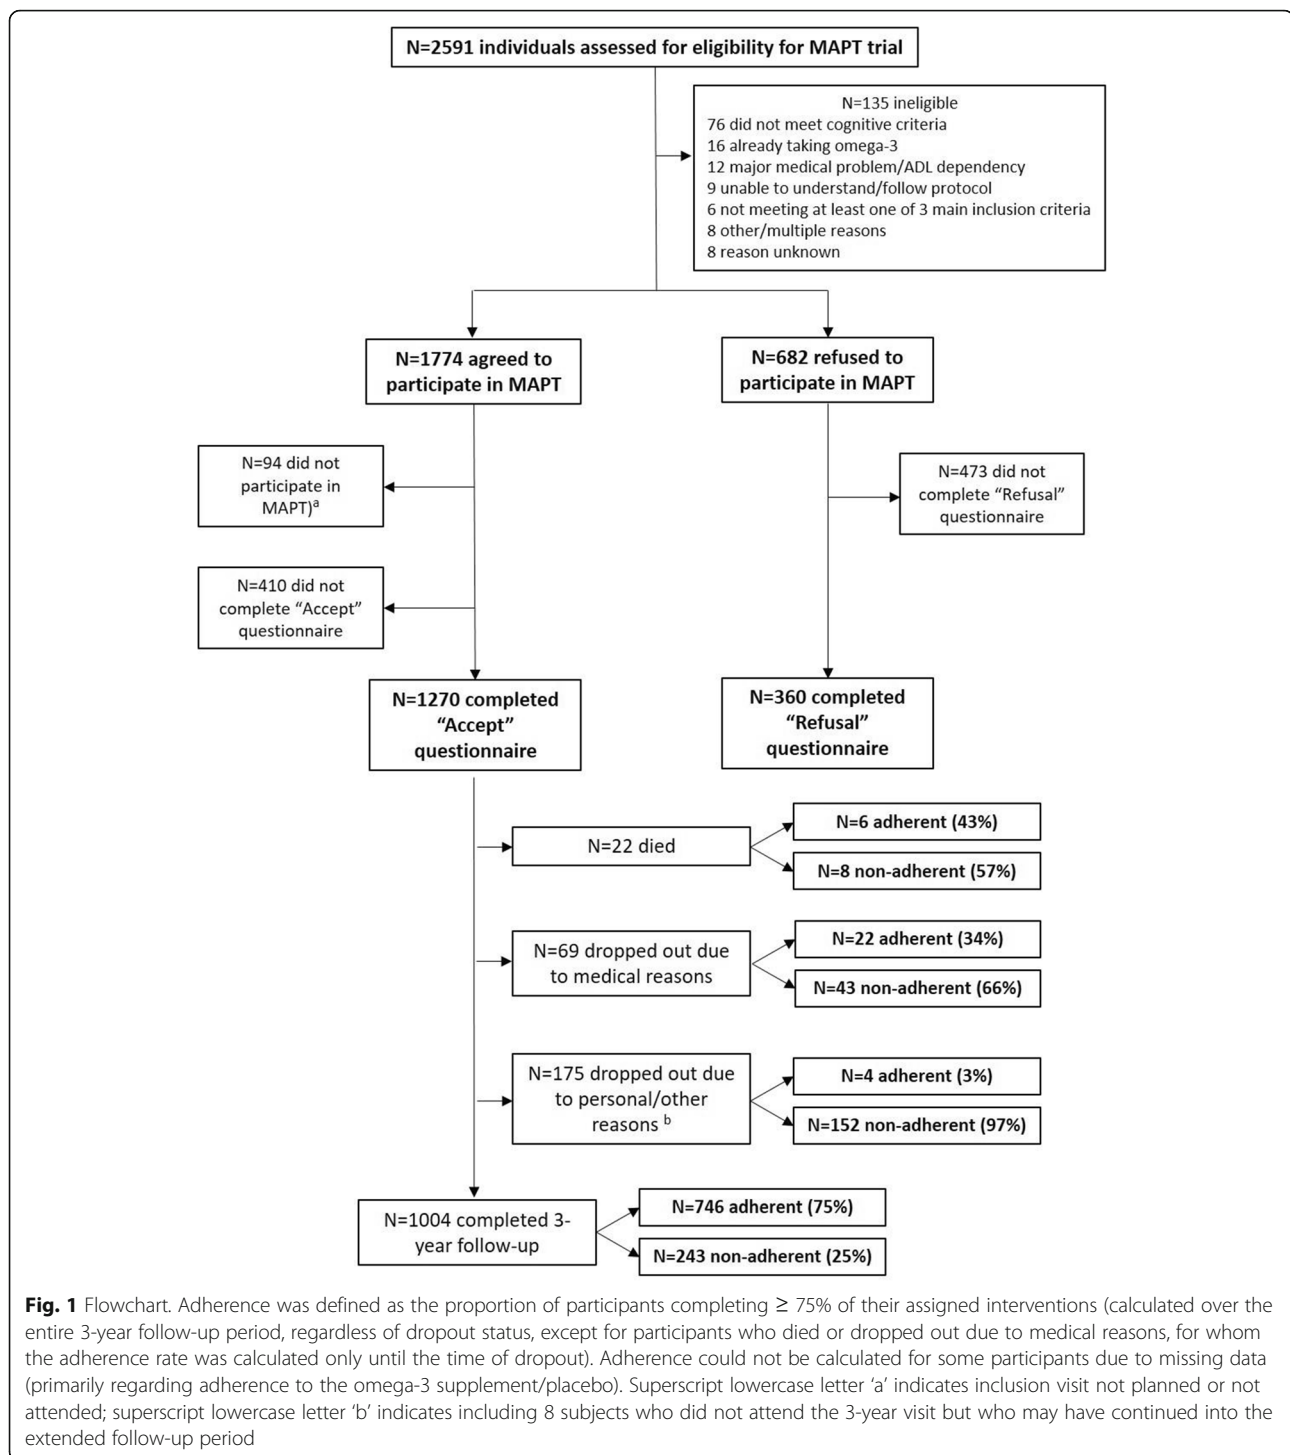 N=2591 individuals assessed for eligibility for MAPT trial
N=135 ineligible
76 did not meet cognitive criteria
16 already taking omega-3
12 major medical problem/ADL dependency
9 unable to understand/follow protocol
6 not meeting at least one of 3 main inclusion criteria
8 other/multiple reasons
8 reason unknown
N=1774 agreed to
participate in MAPT
N=682 refused to
participate in MAPT
N=94 did not
participate in
MAPT)a
N=473 did not
complete “Refusal”
questionnaire
N=410 did not
complete “Accept”
questionnaire
N=1270 completed
“Accept”
questionnaire
N=360 completed
“Refusal”
questionnaire
N=22 died
N=6 adherent (43%)
N=8 non-adherent (57%)
N=69 dropped out due
to medical reasons
N=22 adherent (34%)
N=43 non-adherent (66%)
N=175 dropped out due
to personal/other
reasons b
N=4 adherent (3%)
N=152 non-adherent (97%)
N=1004 completed 3-
year follow-up
N=746 adherent (75%)
N=243 non-adherent (25%)
Fig. 1 Flowchart. Adherence was defined as the proportion of participants completing ≥ 75% of their assigned interventions (calculated over the
entire 3-year follow-up period, regardless of dropout status, except for participants who died or dropped out due to medical reasons, for whom
the adherence rate was calculated only until the time of dropout). Adherence could not be calculated for some participants due to missing data
(primarily regarding adherence to the omega-3 supplement/placebo). Superscript lowercase letter ‘a’ indicates inclusion visit not planned or not
attended; superscript lowercase letter ‘b’ indicates including 8 subjects who did not attend the 3-year visit but who may have continued into the
extended follow-up period